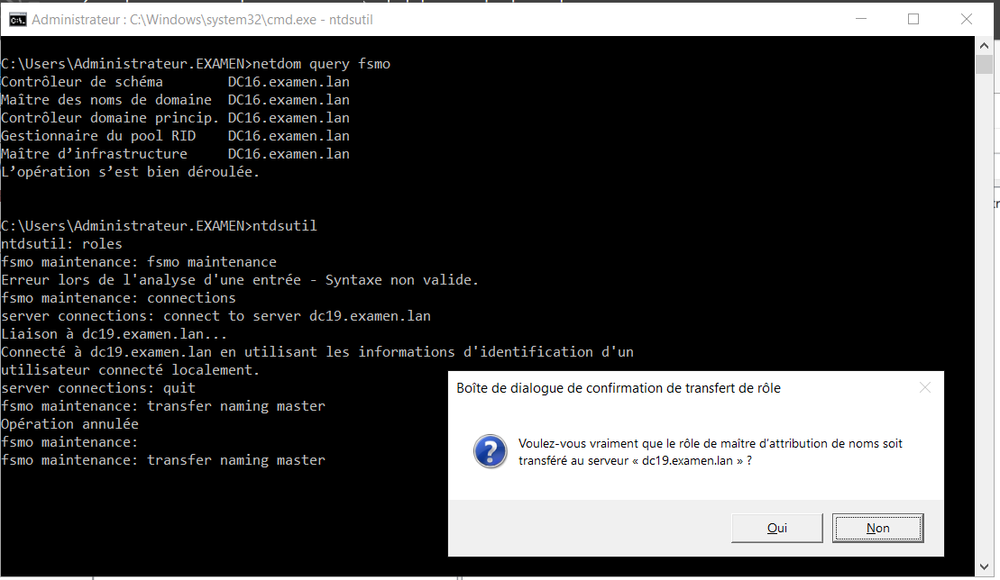 Administrateur : C:\Windows\system32\cmd.exe - ntdsutil
C:\Users\Administrateur.EXAMEN>netdom query fsmo
Contrôleur de schéma DC16.examen.lan
Maître des noms de domaine DC16.examen.lan
Contrôleur domaine princip. DC16.examen.lan
Gestionnaire du pool RID DC16.examen.lan
Maître d’infrastructure DC16.examen.lan
L’opération s’est bien déroulée.
C:\Users\Administrateur.EXAMEN>ntdsutil
ntdsutil: roles
fsmo maintenance: fsmo maintenance
Erreur lors de l'analyse d'une entrée - Syntaxe non valide.
fsmo maintenance: connections
server connections: connect to server dc19.examen.lan
Liaison à dc19.examen.lan...
Connecté à dc19.examen.lan en utilisant les informations d'identification d'un
utilisateur connecté localement.
server connections: quit
fsmo maintenance: transfer naming master
Opération annulée
fsmo maintenance:
fsmo maintenance: transfer naming master
Boîte de dialogue de confirmation de transfert de rôle
Voulez-vous vraiment que le rôle de maître d’attribution de noms soit
transféré au serveur « dc19.examen.lan » ?
Oui
Non